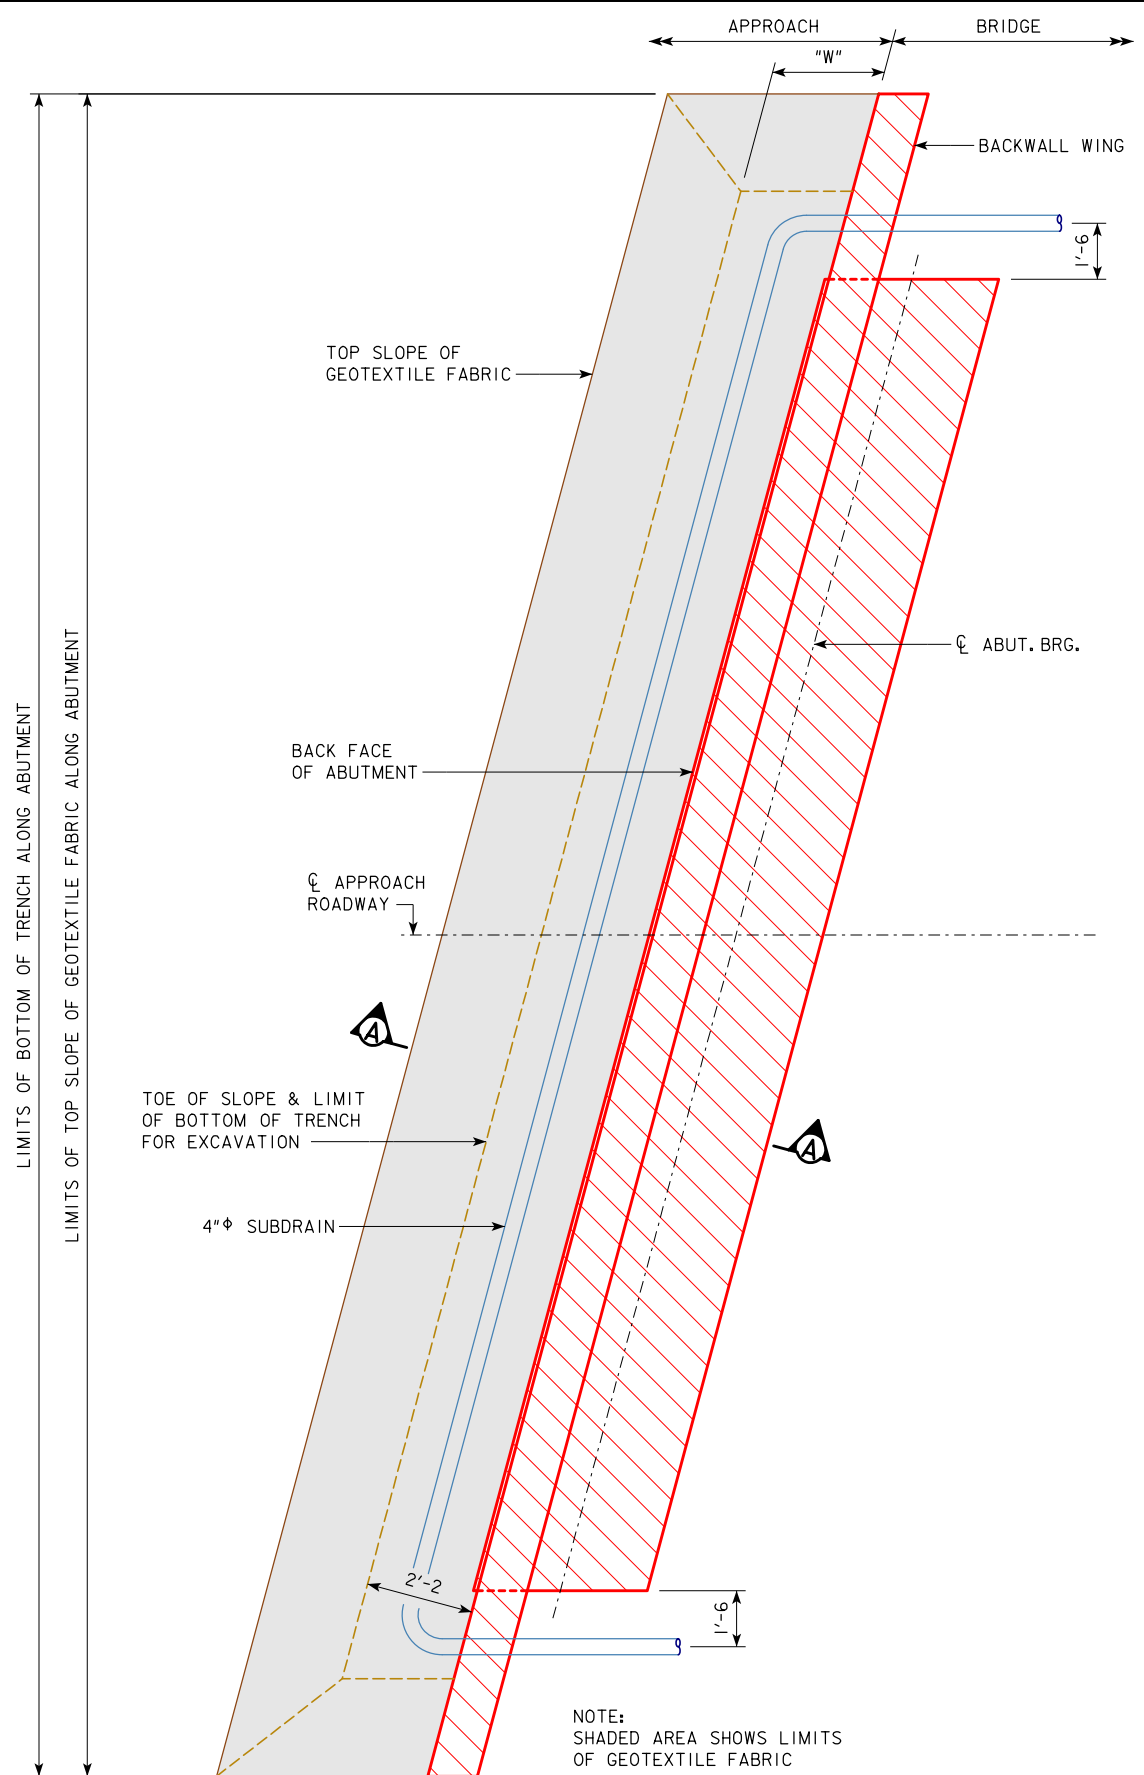 APPROACH
BRIDGE
"W"
BACKWALL WING
1'-6
TOP SLOPE OF
GEOTEXTILE FABRIC
℄ ABUT. BRG.
LIMITS OF BOTTOM OF TRENCH ALONG ABUTMENT
LIMITS OF TOP SLOPE OF GEOTEXTILE FABRIC ALONG ABUTMENT
BACK FACE
OF ABUTMENT
℄ APPROACH
ROADWAY
A
TOE OF SLOPE & LIMIT
OF BOTTOM OF TRENCH
FOR EXCAVATION
A
4"Φ SUBDRAIN
2'-2
1'-6
NOTE:
SHADED AREA SHOWS LIMITS
OF GEOTEXTILE FABRIC